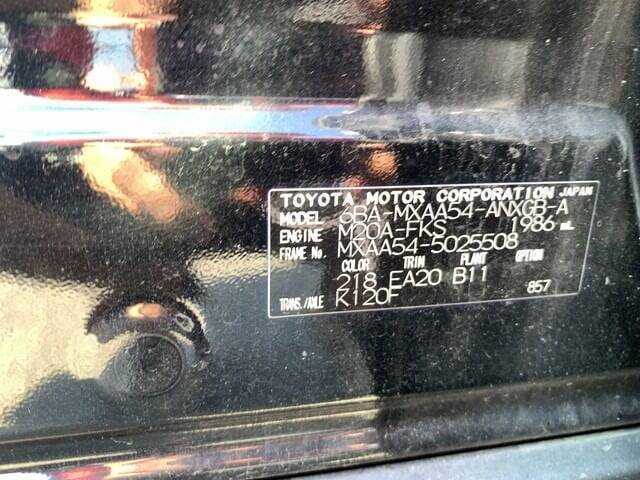 TOYOTA MOTOR CORPORATION JAPAN
MODEL 6BA-MXAA54-ANXGB-A
ENGINE M20A-FKS 1986 mL
FRAME No. MXAA54-5025508
COLOR TRIM PLANT OPTION
218 EA20 B11
TRANS./AXLE K120F 857